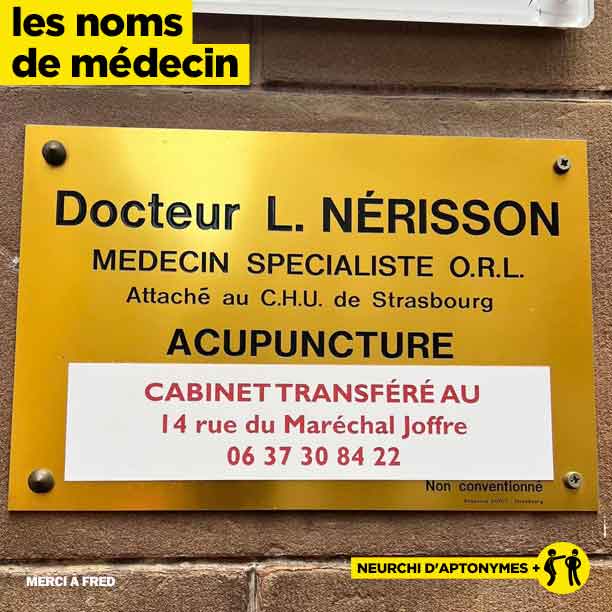 les noms
de médecin
Docteur L. NÉRISSON
MEDECIN SPECIALISTE O.R.L.
Attaché au C.H.U. de Strasbourg
ACUPUNCTURE
CABINET TRANSFÉRÉ AU
14 rue du Maréchal Joffre
06 37 30 84 22
Non conventionné
Strasbourg
MERCI À FRED
NEURCHI D'APTONYMES +